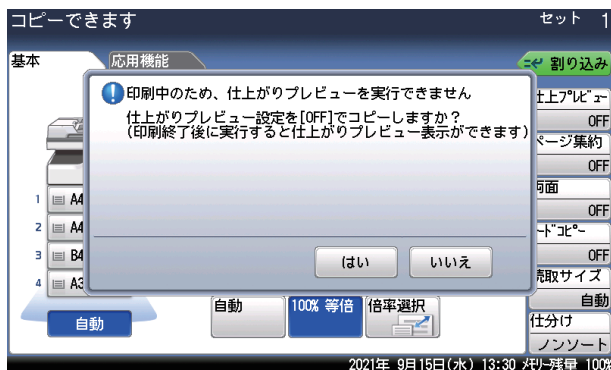 コピーできます
セット 1
基本
応用機能
割り込み
印刷中のため、仕上がりプレビューを実行できません
仕上がりプレビュー設定を[OFF]でコピーしますか?
(印刷終了後に実行すると仕上がりプレビュー表示ができます)
はい
いいえ
仕上プレビュー
OFF
ページ集約
OFF
両面
OFF
カードコピー
OFF
読取サイズ
自動
仕分け
ノンソート
1 A4
2 A4
3 B4
4 A3
自動
自動
100% 等倍
倍率選択
2021年 9月15日(水) 13:30 メモリー残量 100%